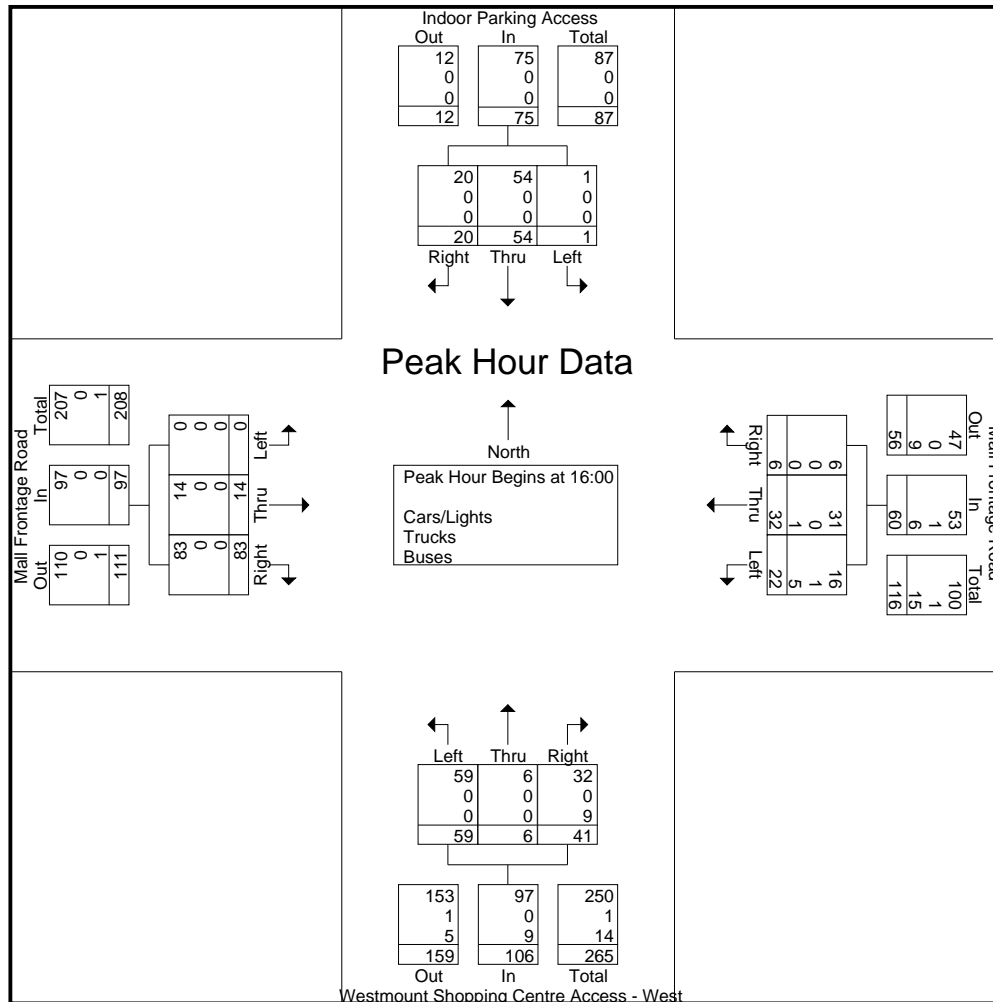 Indoor Parking Access
Out In Total
12 75 87
0 0 0
0 0 0
12 75 87
20 54 1
0 0 0
0 0 0
20 54 1
Right Thru Left
Peak Hour Data
North
Peak Hour Begins at 16:00
Cars/Lights
Trucks
Buses
Mall Frontage Road
Out In Total
110 97 207
0 0 0
1 0 1
111 97 208
83 14 0
0 0 0
0 0 0
83 14 0
Right Thru Left
Mall Frontage Road
Out In Total
47 53 100
0 1 1
9 6 15
56 60 116
6 31 16
0 0 1
0 1 5
6 32 22
Right Thru Left
Left Thru Right
59 6 32
0 0 0
0 0 9
59 6 41
153 97 250
1 0 1
5 9 14
159 106 265
Out In Total
Westmount Shopping Centre Access - West